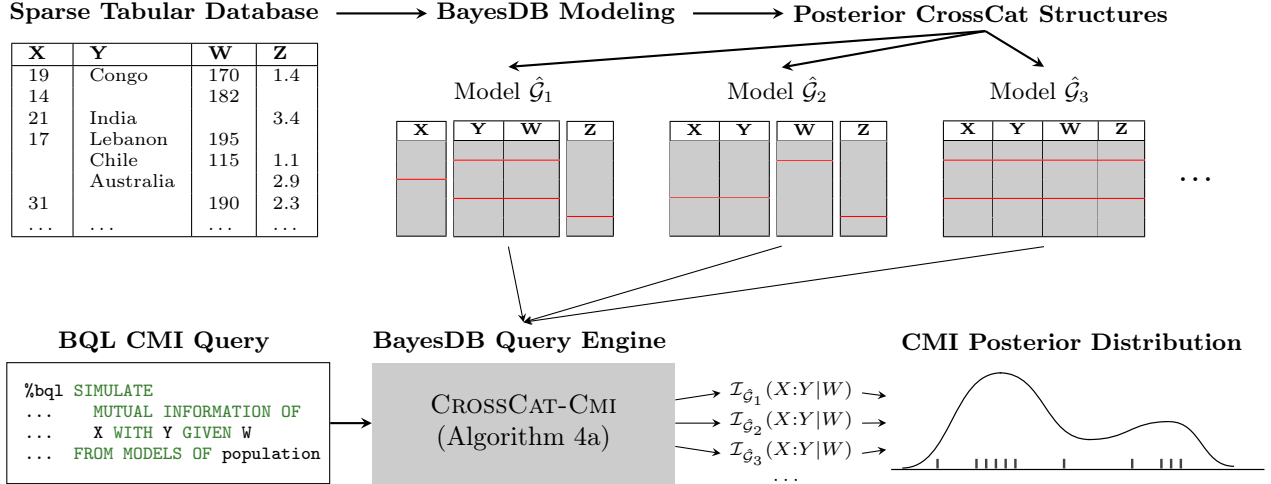 Sparse Tabular Database
BayesDB Modeling
Posterior CrossCat Structures
X Y W Z
19 Congo 170 1.4
14 182
21 India 3.4
17 Lebanon 195
Chile 115 1.1
Australia 2.9
31 190 2.3
... ... ... ...
Model 𝒢̂₁
X Y W Z
Model 𝒢̂₂
X Y W Z
Model 𝒢̂₃
X Y W Z
...
BQL CMI Query
%bql SIMULATE
... MUTUAL INFORMATION OF
... X WITH Y GIVEN W
... FROM MODELS OF population
BayesDB Query Engine
CROSSCAT-CMI
(Algorithm 4a)
ℐ_𝒢̂₁(X:Y|W)
ℐ_𝒢̂₂(X:Y|W)
ℐ_𝒢̂₃(X:Y|W)
...
CMI Posterior Distribution